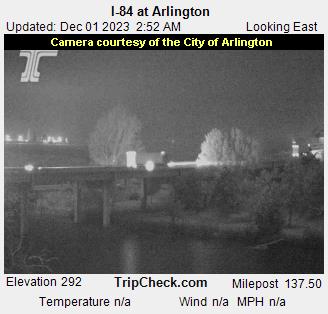 I-84 at Arlington
Updated: Dec 01 2023 2:52 AM Looking East
Camera courtesy of the City of Arlington
Elevation 292 TripCheck.com Milepost 137.50
Temperature n/a Wind n/a MPH n/a